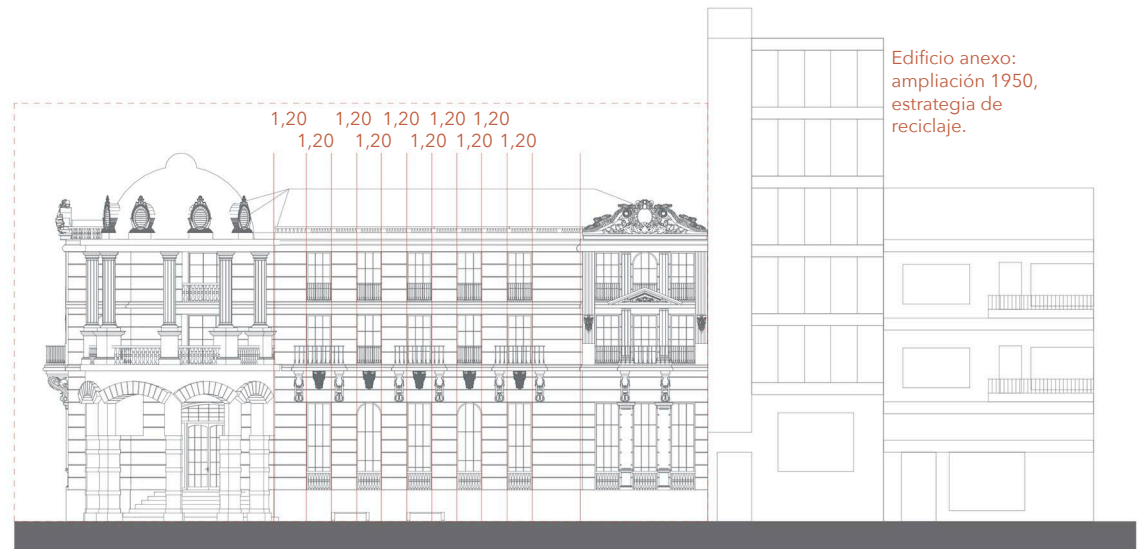 Edificio anexo:
ampliación 1950,
estrategia de
reciclaje.
1,20 1,20 1,20 1,20 1,20
1,20 1,20 1,20 1,20 1,20